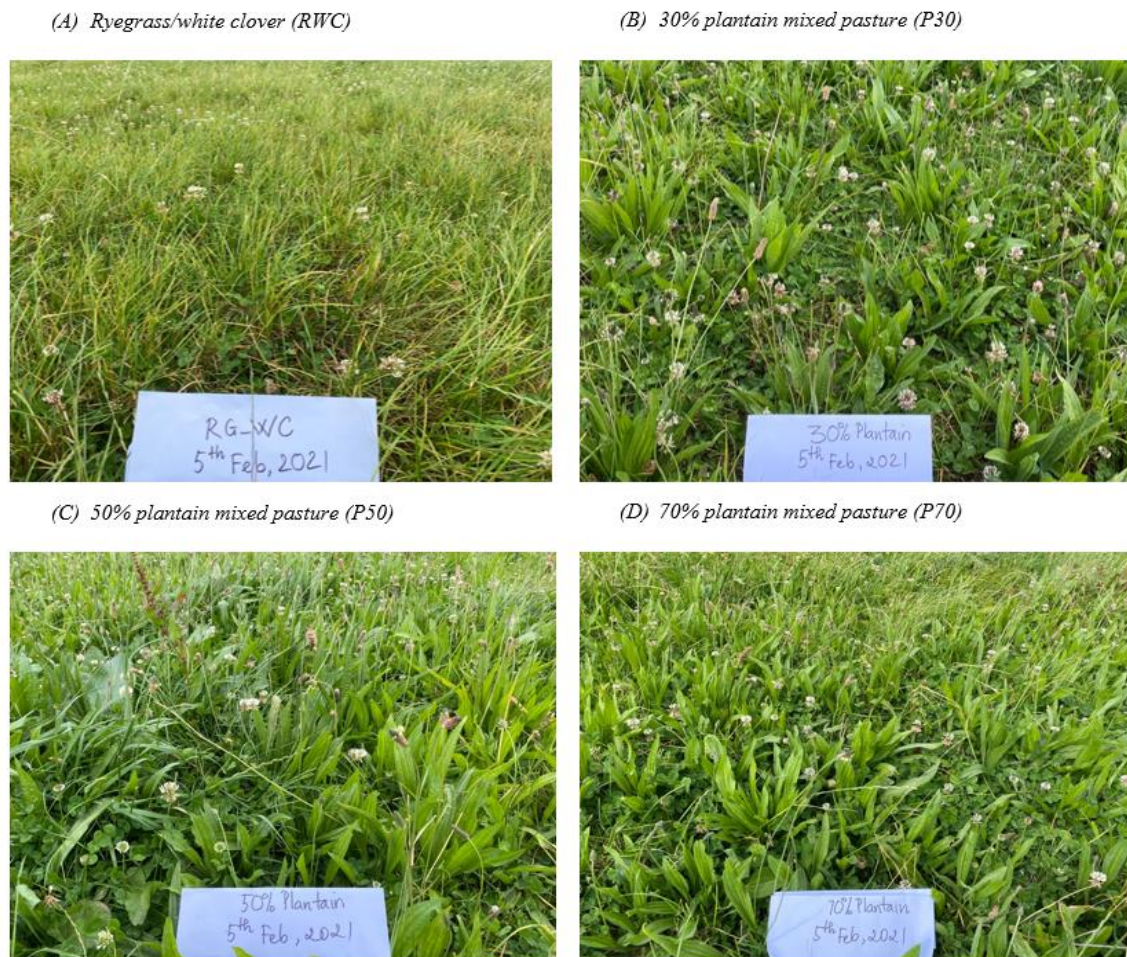 (A) Ryegrass/white clover (RWC)
(B) 30% plantain mixed pasture (P30)
RG-WC
5th Feb, 2021
30% Plantain
5th Feb, 2021
(C) 50% plantain mixed pasture (P50)
(D) 70% plantain mixed pasture (P70)
50% Plantain
5th Feb, 2021
70% Plantain
5th Feb, 2021